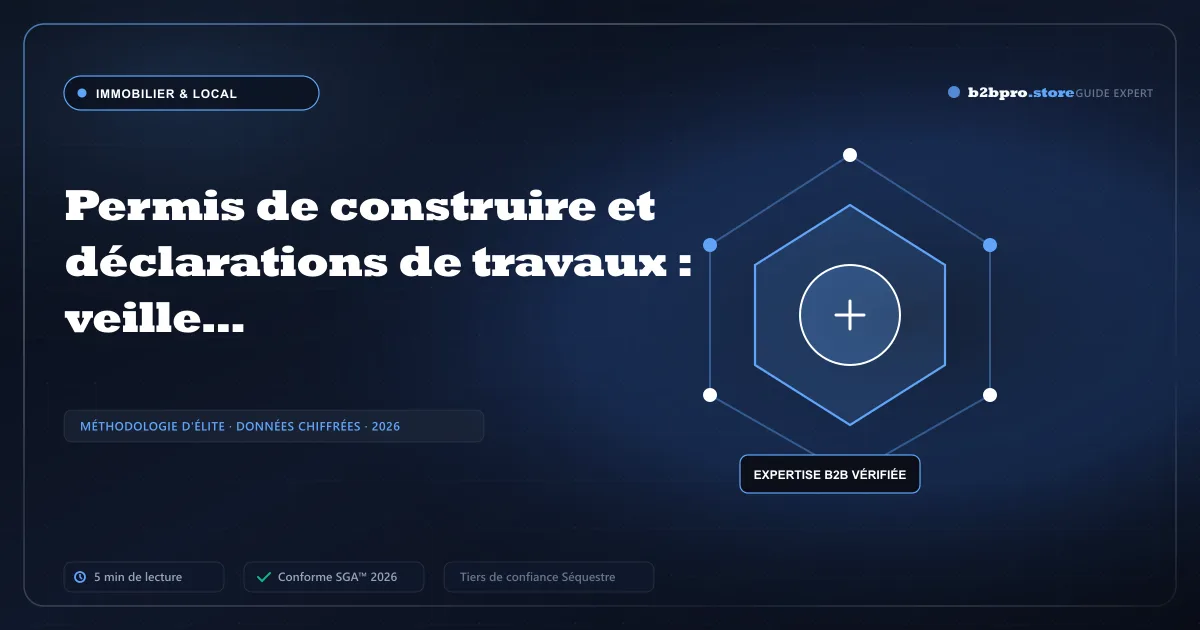 IMMOBILIER & LOCAL
b2bpro.store GUIDE EXPERT
Permis de construire et
déclarations de travaux :
veille...
MÉTHODOLOGIE D'ÉLITE · DONNÉES CHIFFRÉES · 2026
EXPERTISE B2B VÉRIFIÉE
5 min de lecture
Conforme SGA™ 2026
Tiers de confiance Séquestre